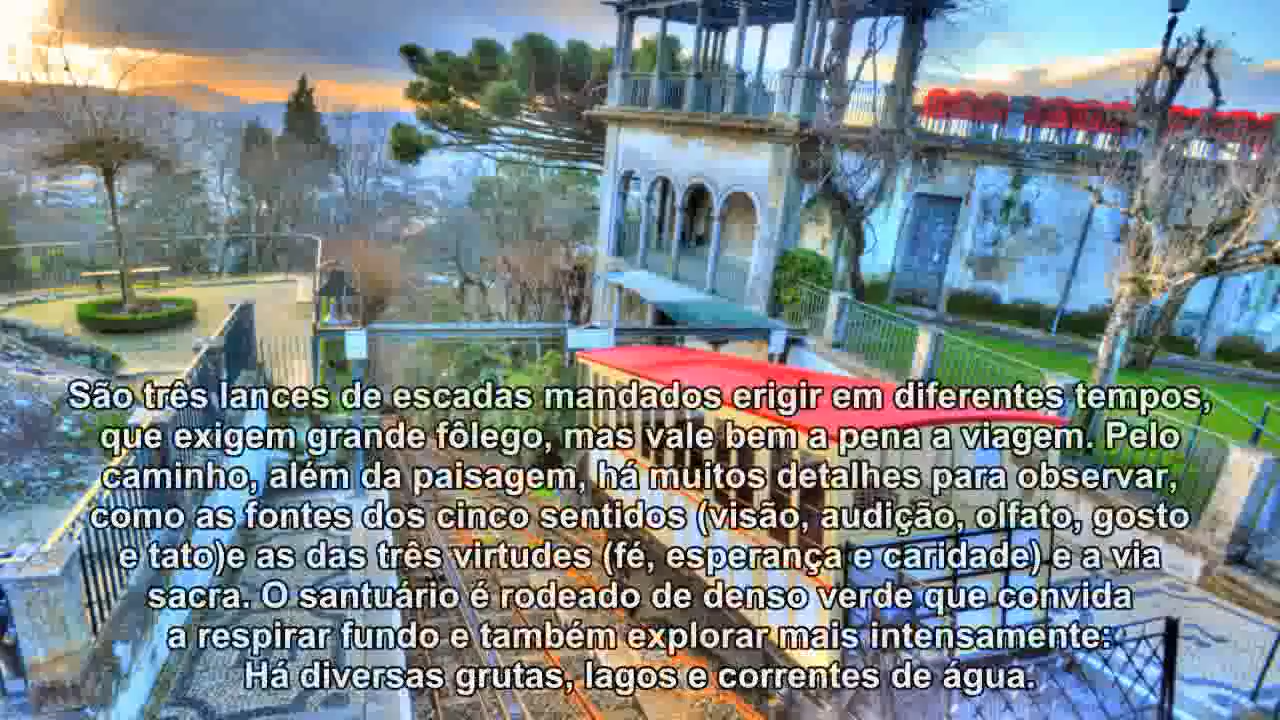 São três lances de escadas mandados erigir em diferentes tempos,
que exigem grande fôlego, mas vale bem a pena a viagem. Pelo
caminho, além da paisagem, há muitos detalhes para observar,
como as fontes dos cinco sentidos (visão, audição, olfato, gosto
e tato)e as das três virtudes (fé, esperança e caridade) e a via
sacra. O santuário é rodeado de denso verde que convida
a respirar fundo e também explorar mais intensamente:
Há diversas grutas, lagos e correntes de água.